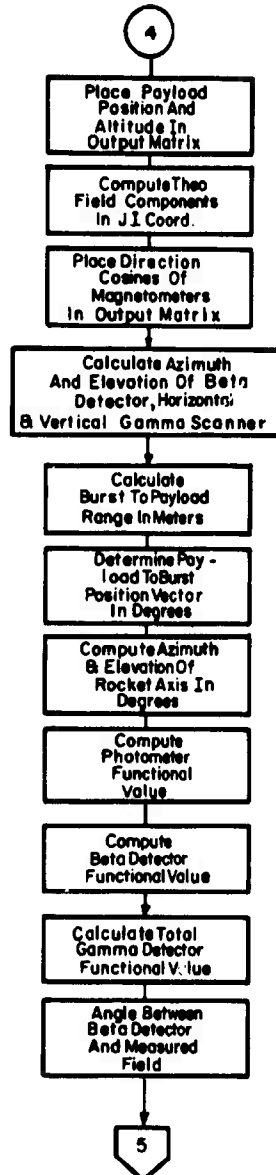 4
Place Payload
Position And
Altitude In
Output Matrix
Compute Theo
Field Components
In JI Coord.
Place Direction
Cosines Of
Magnetometers
In Output Matrix
Calculate Azimuth
And Elevation Of Beta
Detector, Horizontal
& Vertical Gamma Scanner
Calculate
Burst To Payload
Range In Meters
Determine Pay-
load To Burst
Position Vector
In Degrees
Compute Azimuth
& Elevation Of
Rocket Axis In
Degrees
Compute
Photometer
Functional
Value
Compute
Beta Detector
Functional Value
Calculate Total
Gamma Detector
Functional Value
Angle Between
Beta Detector
And Measured
Field
5